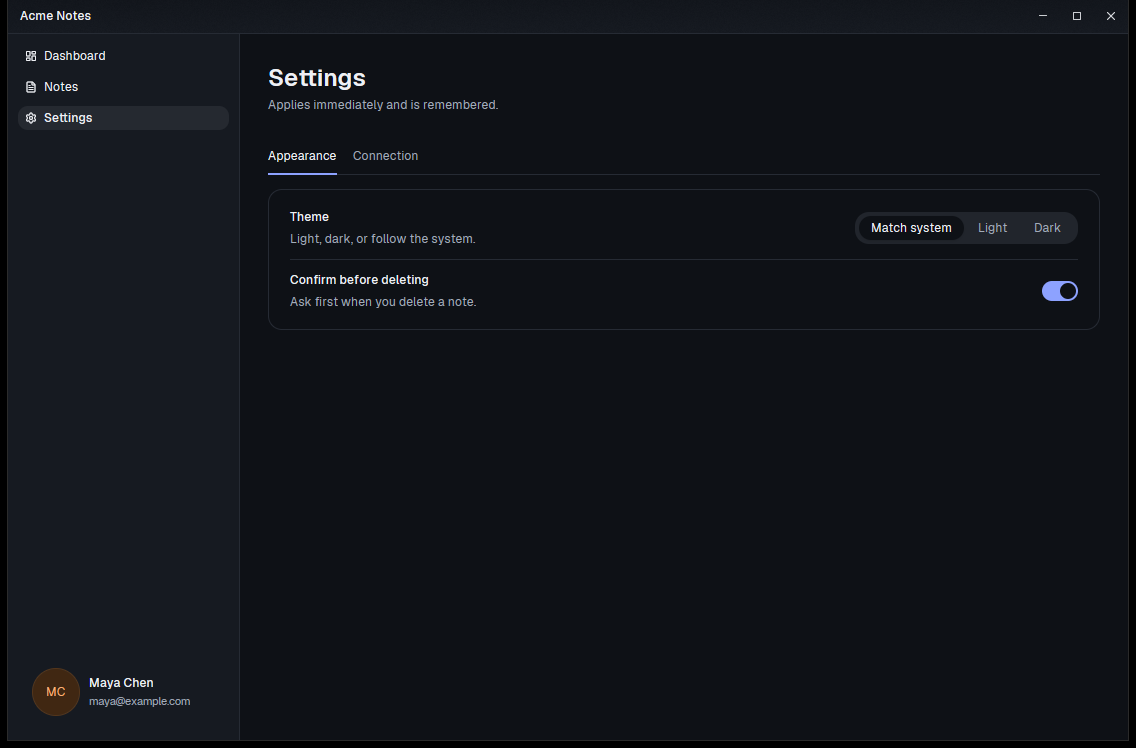 Acme Notes
Dashboard
Notes
Settings
Settings
Applies immediately and is remembered.
Appearance Connection
Theme
Light, dark, or follow the system.
Match system Light Dark
Confirm before deleting
Ask first when you delete a note.
MC
Maya Chen
maya@example.com